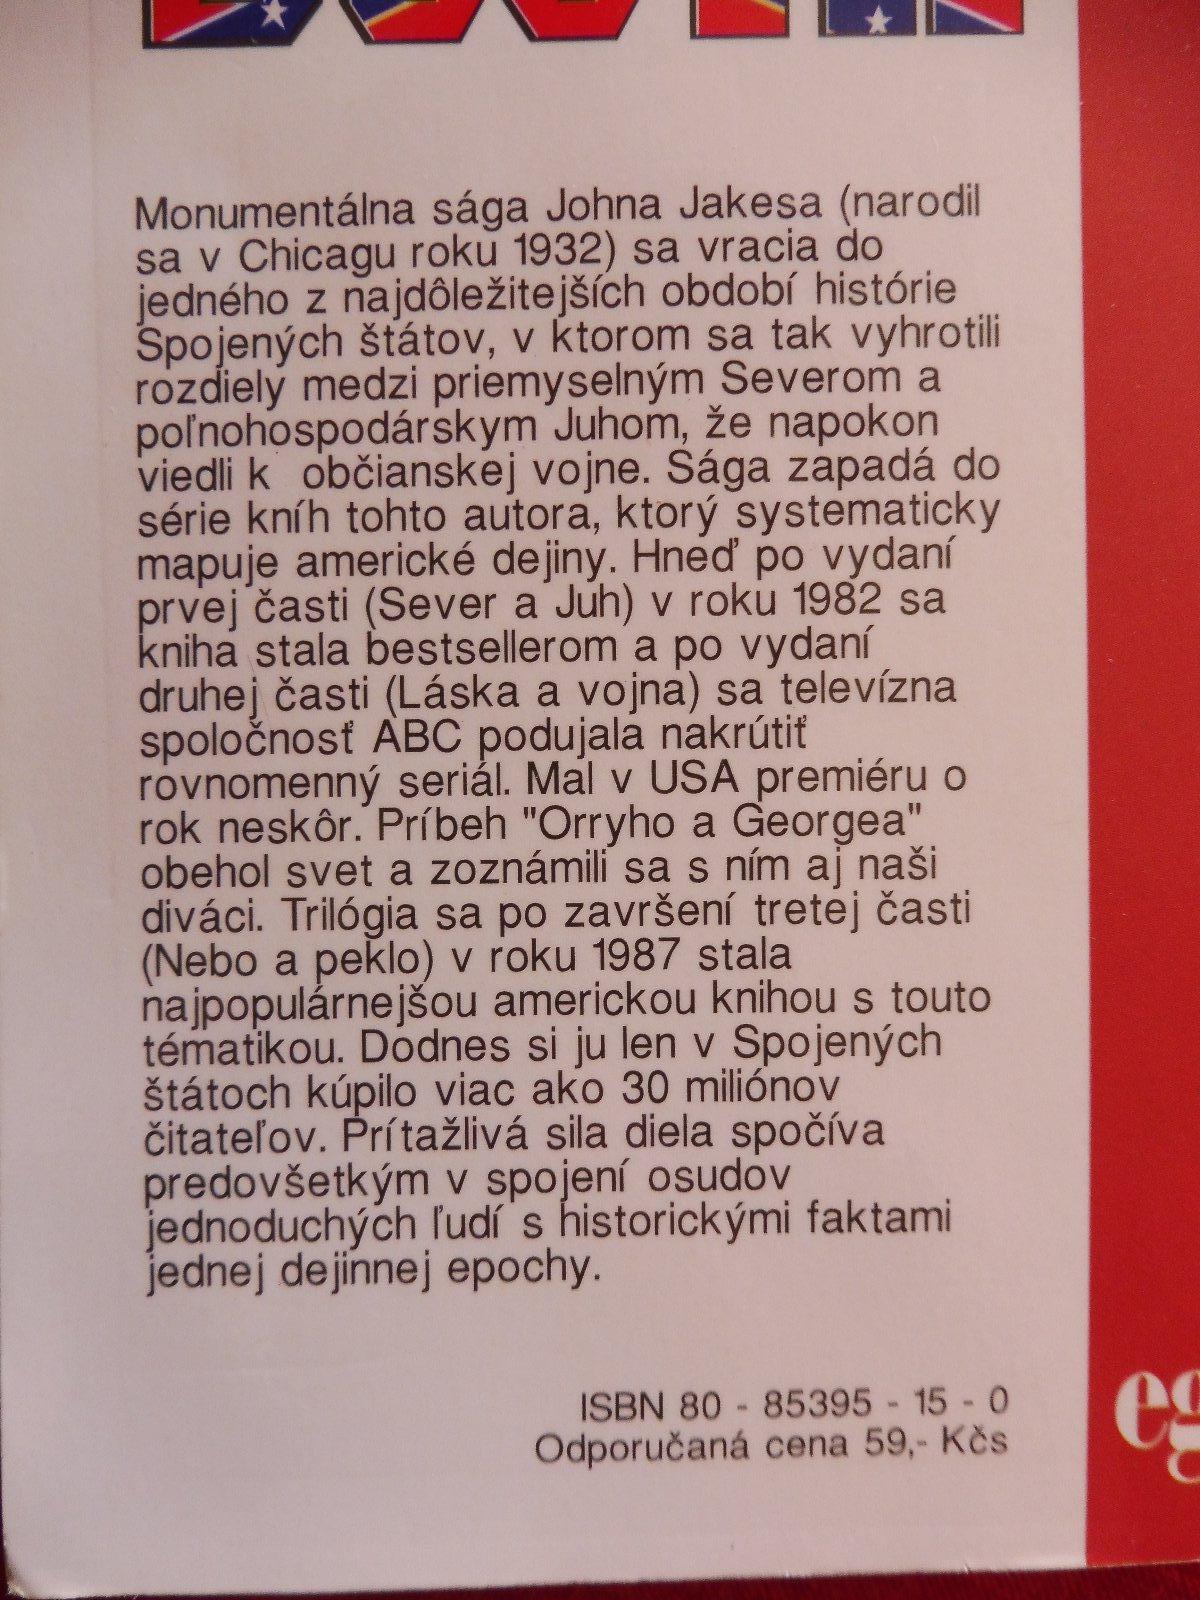 Monumentálna sága Johna Jakesa (narodil
sa v Chicagu roku 1932) sa vracia do
jedného z najdôležitejších období histórie
Spojených štátov, v ktorom sa tak vyhrotili
rozdiely medzi priemyselným Severom a
poľnohospodárskym Juhom, že napokon
viedli k občianskej vojne. Sága zapadá do
série kníh tohto autora, ktorý systematicky
mapuje americké dejiny. Hneď po vydaní
prvej časti (Sever a Juh) v roku 1982 sa
kniha stala bestsellerom a po vydaní
druhej časti (Láska a vojna) sa televízna
spoločnosť ABC podujala nakrútiť
rovnomenný seriál. Mal v USA premiéru o
rok neskôr. Príbeh "Orryho a Georgea"
obehol svet a zoznámili sa s ním aj naši
diváci. Trilógia sa po završení tretej časti
(Nebo a peklo) v roku 1987 stala
najpopulárnejšou americkou knihou s touto
tématikou. Dodnes si ju len v Spojených
štátoch kúpilo viac ako 30 miliónov
čitateľov. Príťažlivá sila diela spočíva
predovšetkým v spojení osudov
jednoduchých ľudí s historickými faktami
jednej dejinnej epochy.
ISBN 80 - 85395 - 15 - 0
Odporučaná cena 59,- Kčs
eg